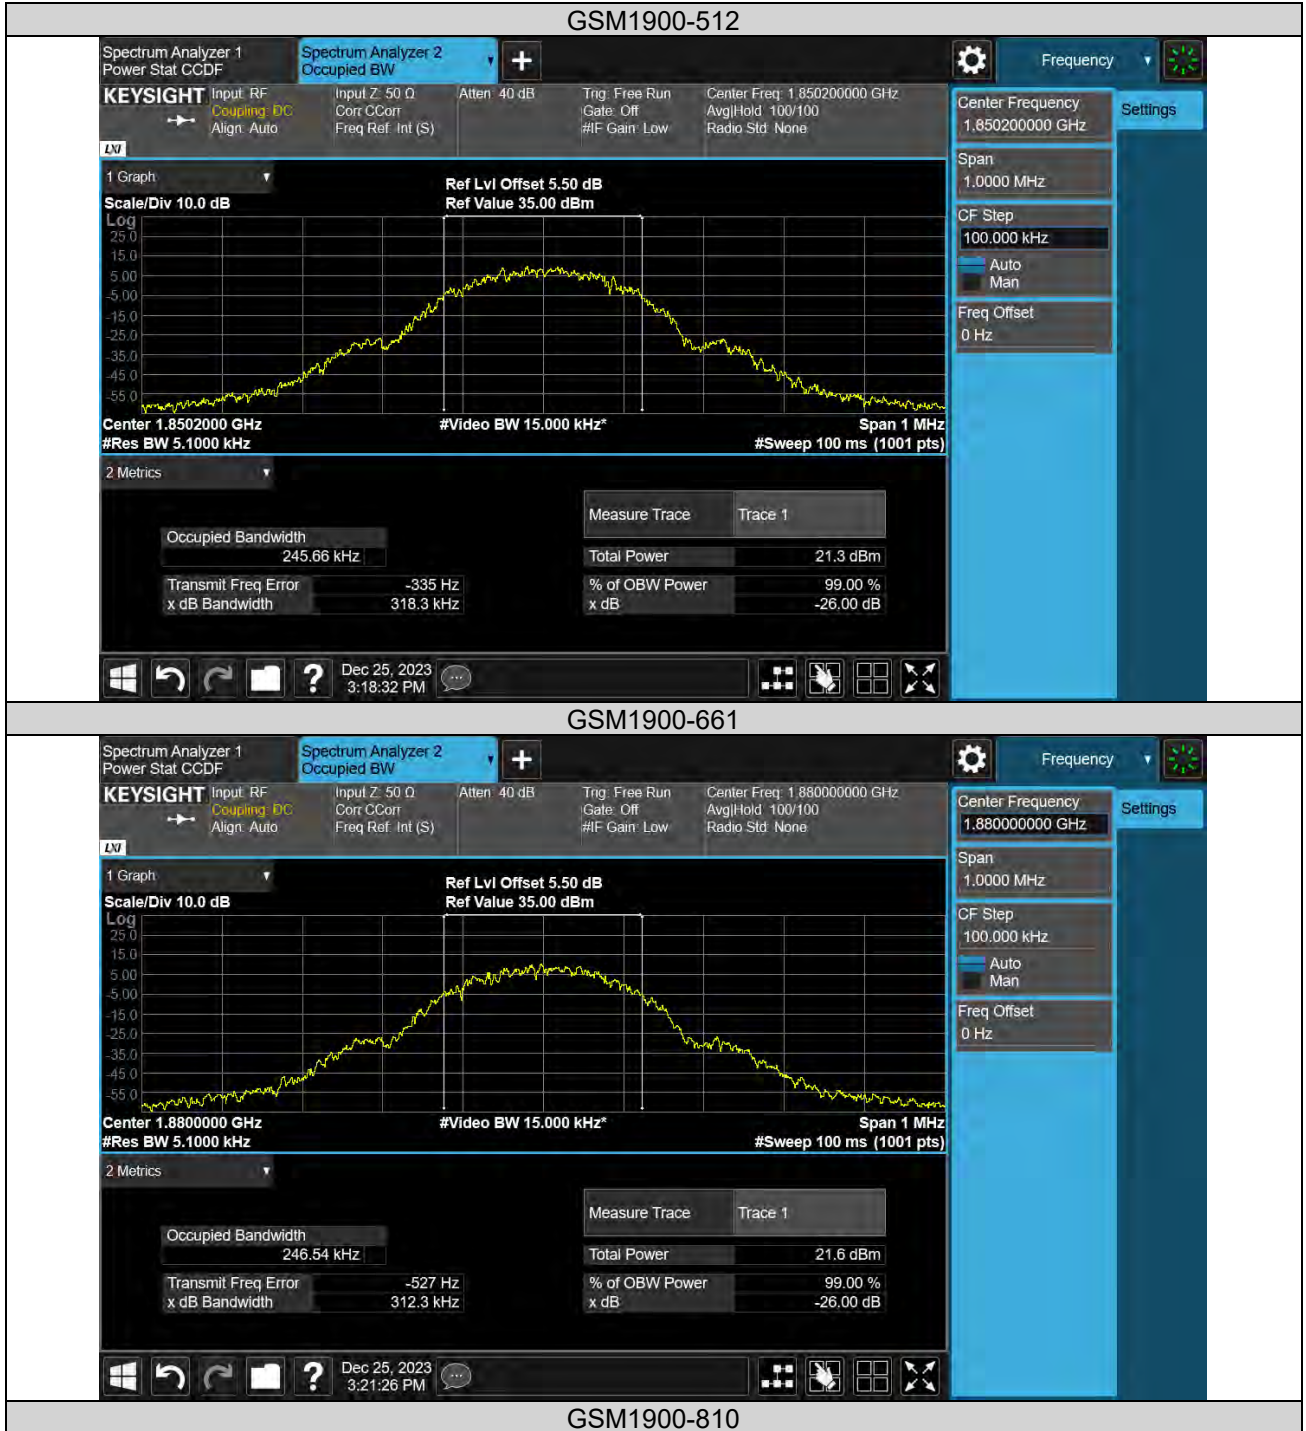 GSM1900-512
Spectrum Analyzer 1
Power Stat CCDF
Spectrum Analyzer 2
Occupied BW
Frequency
KEYSIGHT
Input: RF
Coupling: DC
Align: Auto
Input Z: 50 Ω
Corr CCorr
Freq Ref: Int (S)
Atten: 40 dB
Trig: Free Run
Gate: Off
#IF Gain: Low
Center Freq: 1.850200000 GHz
Avg|Hold: 100/100
Radio Std: None
LXI
Center Frequency
1.850200000 GHz
Settings
Span
1.0000 MHz
CF Step
100.000 kHz
Auto
Man
Freq Offset
0 Hz
1 Graph
Scale/Div 10.0 dB
Ref Lvl Offset 5.50 dB
Ref Value 35.00 dBm
Log
25.0
15.0
5.00
-5.00
-15.0
-25.0
-35.0
-45.0
-55.0
Center 1.8502000 GHz
#Video BW 15.000 kHz*
Span 1 MHz
#Res BW 5.1000 kHz
#Sweep 100 ms (1001 pts)
2 Metrics
Measure Trace
Trace 1
Occupied Bandwidth
245.66 kHz
Total Power
21.3 dBm
Transmit Freq Error
-335 Hz
% of OBW Power
99.00 %
x dB Bandwidth
318.3 kHz
x dB
-26.00 dB
?
Dec 25, 2023
3:18:32 PM
GSM1900-661
Spectrum Analyzer 1
Power Stat CCDF
Spectrum Analyzer 2
Occupied BW
Frequency
KEYSIGHT
Input: RF
Coupling: DC
Align: Auto
Input Z: 50 Ω
Corr CCorr
Freq Ref: Int (S)
Atten: 40 dB
Trig: Free Run
Gate: Off
#IF Gain: Low
Center Freq: 1.880000000 GHz
Avg|Hold: 100/100
Radio Std: None
LXI
Center Frequency
1.880000000 GHz
Settings
Span
1.0000 MHz
CF Step
100.000 kHz
Auto
Man
Freq Offset
0 Hz
1 Graph
Scale/Div 10.0 dB
Ref Lvl Offset 5.50 dB
Ref Value 35.00 dBm
Log
25.0
15.0
5.00
-5.00
-15.0
-25.0
-35.0
-45.0
-55.0
Center 1.8800000 GHz
#Video BW 15.000 kHz*
Span 1 MHz
#Res BW 5.1000 kHz
#Sweep 100 ms (1001 pts)
2 Metrics
Measure Trace
Trace 1
Occupied Bandwidth
246.54 kHz
Total Power
21.6 dBm
Transmit Freq Error
-527 Hz
% of OBW Power
99.00 %
x dB Bandwidth
312.3 kHz
x dB
-26.00 dB
?
Dec 25, 2023
3:21:26 PM
GSM1900-810